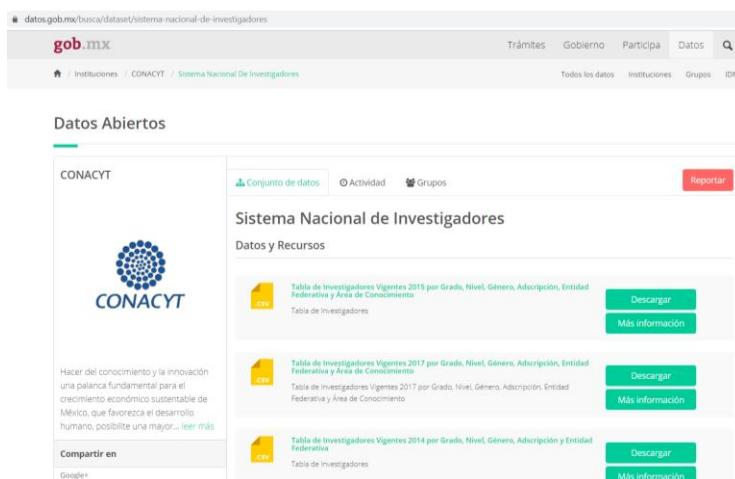 datos.gob.mx/busca/dataset/sistema-nacional-de-investigadores
gob.mx
Trámites Gobierno Participa Datos
/ Instituciones / CONACYT / Sistema Nacional De Investigadores
Todos los datos Instituciones Grupos
Datos Abiertos
CONACYT
Conjunto de datos Actividad Grupos
Reportar
Sistema Nacional de Investigadores
Datos y Recursos
CONACYT
.csv
Tabla de Investigadores Vigentes 2015 por Grado, Nivel, Género, Adscripción, Entidad
Federativa y Área de Conocimiento
Tabla de Investigadores
Descargar
Más información
.csv
Tabla de Investigadores Vigentes 2017 por Grado, Nivel, Género, Adscripción, Entidad
Federativa y Área de Conocimiento
Tabla de Investigadores Vigentes 2017 por Grado, Nivel, Género, Adscripción, Entidad
Federativa y Área de Conocimiento
Descargar
Más información
.csv
Tabla de Investigadores Vigentes 2014 por Grado, Nivel, Género, Adscripción y Entidad
Federativa
Tabla de Investigadores
Descargar
Más información
Hacer del conocimiento y la innovación
una palanca fundamental para el
crecimiento económico sustentable de
México, que favorezca el desarrollo
humano, posibilite una mayor... leer más
Compartir en
Google+